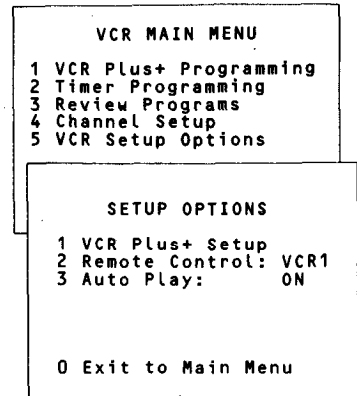 VCR MAIN MENU
1 VCR Plus+ Programming
2 Timer Programming
3 Review Programs
4 Channel Setup
5 VCR Setup Options
SETUP OPTIONS
1 VCR Plus+ Setup
2 Remote Control: VCR1
3 Auto Play: ON
0 Exit to Main Menu